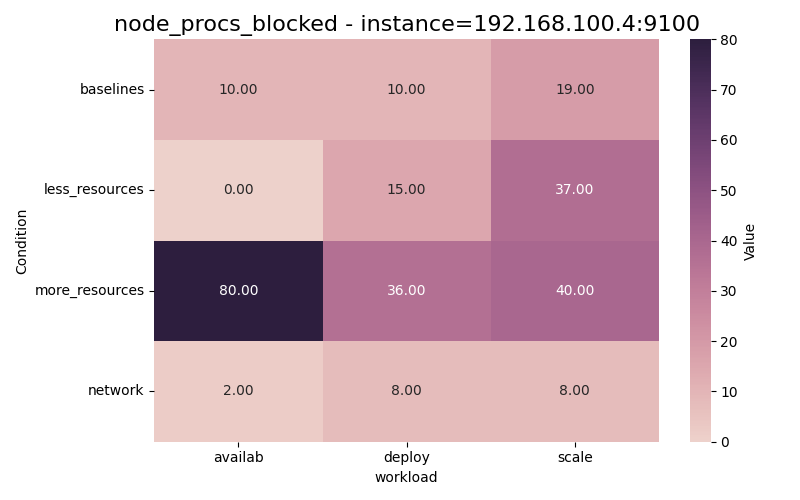 node_procs_blocked - instance=192.168.100.4:9100
Condition
baselines 10.00 10.00 19.00
less_resources 0.00 15.00 37.00
more_resources 80.00 36.00 40.00
network 2.00 8.00 8.00
availab deploy scale
workload
80
70
60
50
40
30
20
10
0
Value